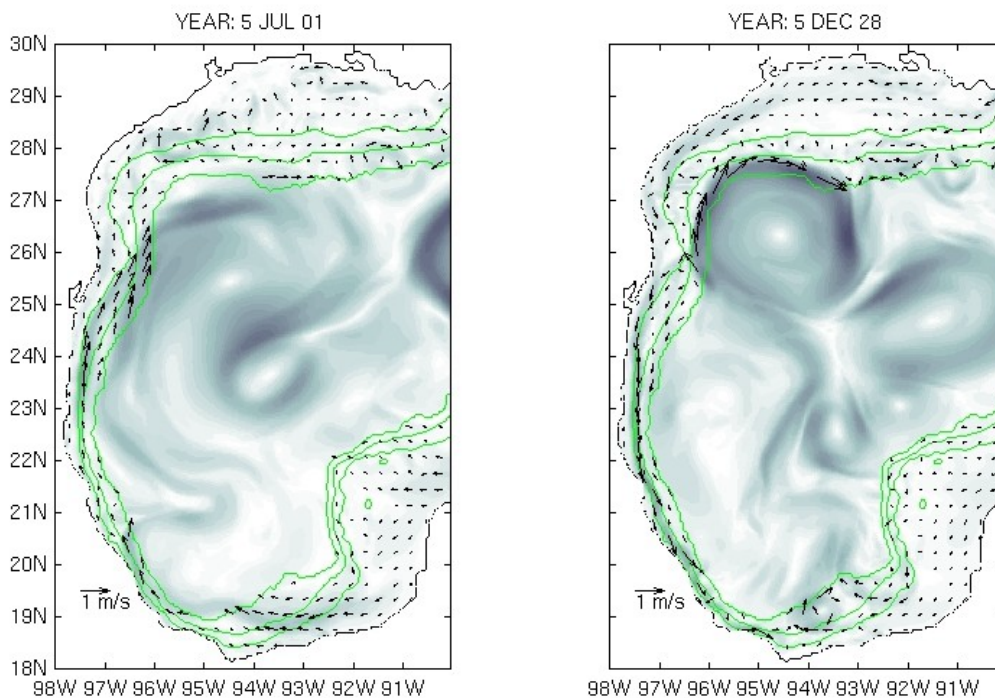 YEAR: 5 JUL 01
YEAR: 5 DEC 28
30N
29N
28N
27N
26N
25N
24N
23N
22N
21N
20N
19N
18N
1 m/s
1 m/s
98W 97W 96W 95W 94W 93W 92W 91W
98W 97W 96W 95W 94W 93W 92W 91W